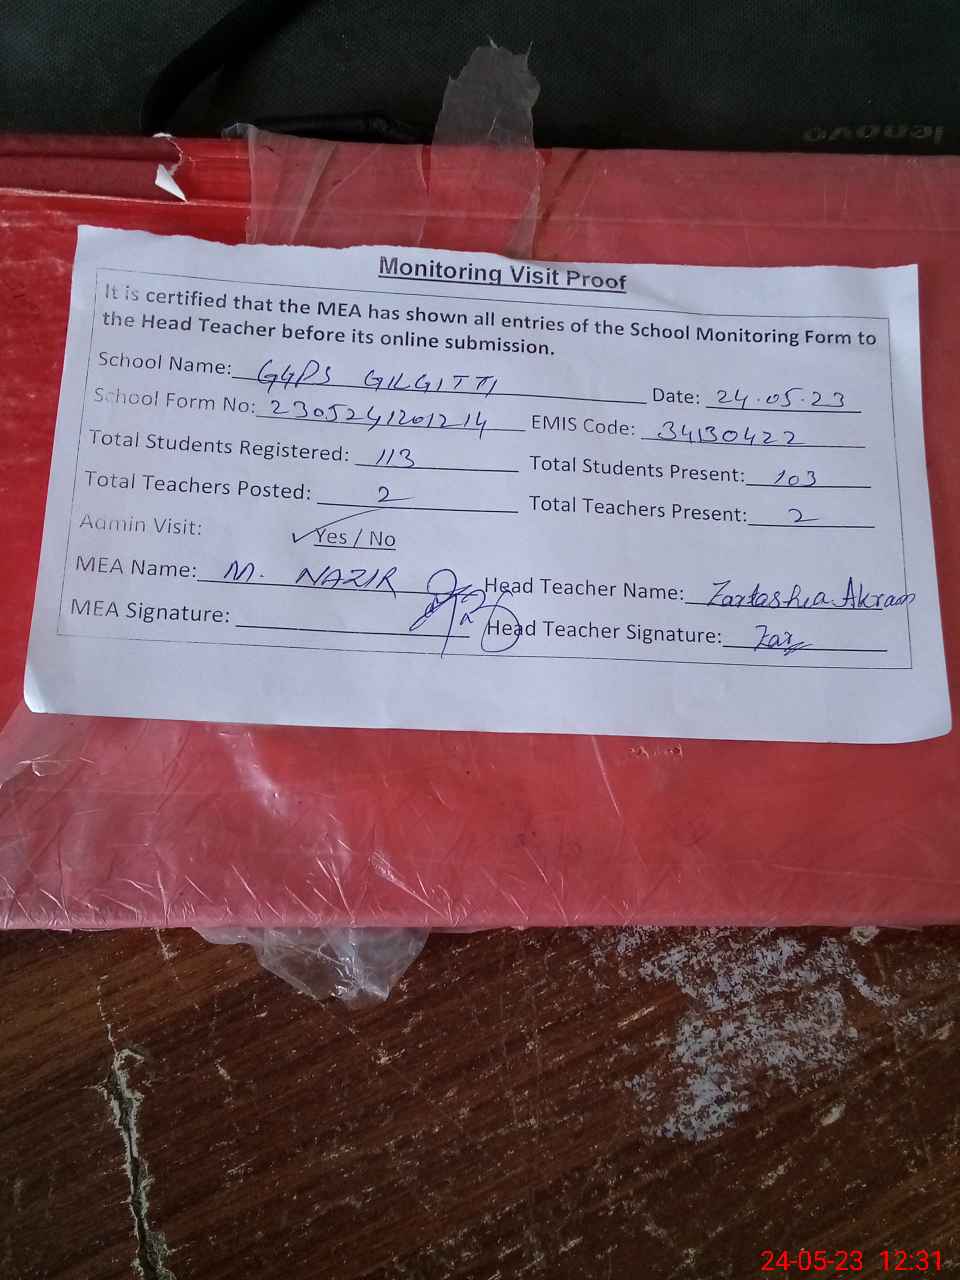 lenovo
Monitoring Visit Proof
It is certified that the MEA has shown all entries of the School Monitoring Form to
the Head Teacher before its online submission.
School Name: GGPS GILGITTI Date: 24.05.23
School Form No: 230524201214 EMIS Code: 34130422
Total Students Registered: 113 Total Students Present: 103
Total Teachers Posted: 2 Total Teachers Present: 2
Admin Visit: ✓Yes / No
MEA Name: M. NAZIR Head Teacher Name: Zartashia Akram
MEA Signature: Head Teacher Signature: Zar
24-05-23 12:31